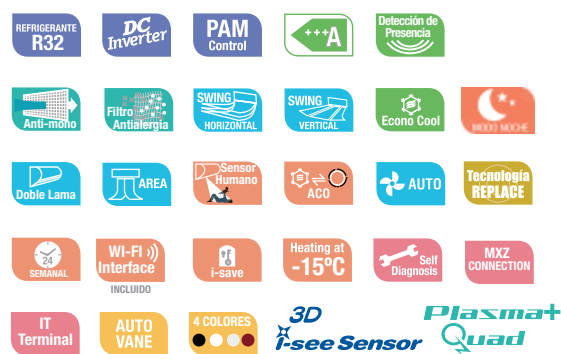 REFRIGERANTE
R32
DC
Inverter
PAM
Control
+++A
Detección de
Presencia
Anti-moho
Filtro
Antialergia
SWING
HORIZONTAL
SWING
VERTICAL
Econo Cool
MODO NOCHE
Doble Lama
AREA
Sensor
Humano
ACO
AUTO
Tecnología
REPLACE
24
SEMANAL
WI-FI
Interface
INCLUIDO
i-save
Heating at
-15ºC
Self
Diagnosis
MXZ
CONNECTION
IT
Terminal
AUTO
VANE
4 COLORES
3D
i-see Sensor
Plasma+
Quad